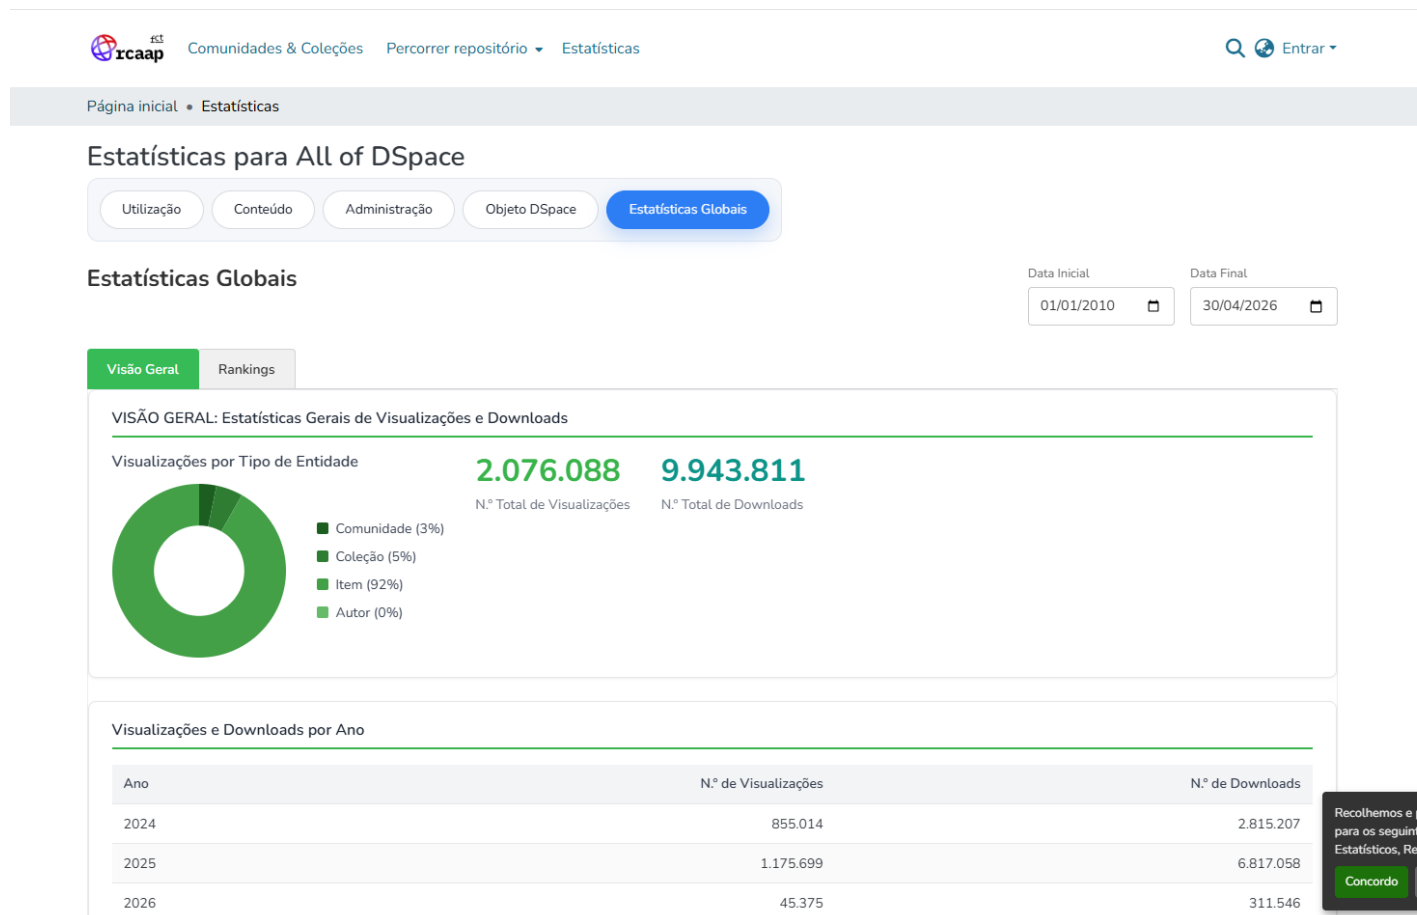 fct
rcaap
Comunidades & Coleções Percorrer repositório Estatísticas
Entrar
Página inicial • Estatísticas
Estatísticas para All of DSpace
Utilização Conteúdo Administração Objeto DSpace Estatísticas Globais
Estatísticas Globais
Data Inicial Data Final
01/01/2010 30/04/2026
Visão Geral Rankings
VISÃO GERAL: Estatísticas Gerais de Visualizações e Downloads
Visualizações por Tipo de Entidade
2.076.088 9.943.811
N.º Total de Visualizações N.º Total de Downloads
Comunidade (3%)
Coleção (5%)
Item (92%)
Autor (0%)
Visualizações e Downloads por Ano
Ano N.º de Visualizações N.º de Downloads
2024 855.014 2.815.207
2025 1.175.699 6.817.058
2026 45.375 311.546
Recolhemos e
para os
Estatísticos,
Concordo